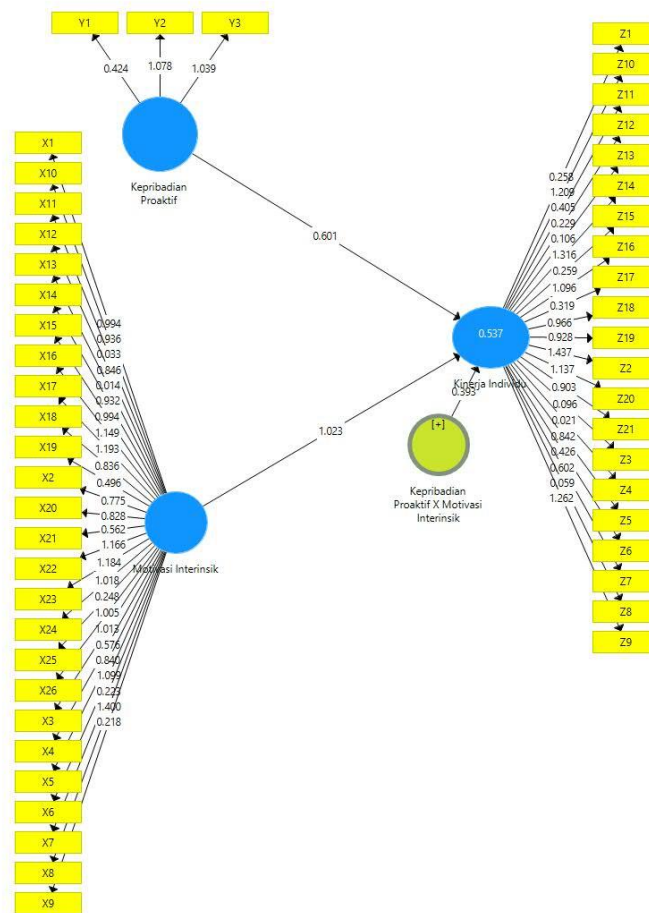 Y1
Y2
Y3
0.424
1.078
1.039
Kepribadian
Proaktif
X1
X10
X11
X12
X13
X14
X15
X16
X17
X18
X19
X2
X20
X21
X22
X23
X24
X25
X26
X3
X4
X5
X6
X7
X8
X9
0.994
0.936
0.033
0.846
0.014
0.932
0.994
1.149
1.193
0.836
0.496
0.775
0.828
0.562
1.166
1.184
1.018
0.248
1.005
1.013
0.576
0.840
1.099
0.223
1.400
0.218
Motivasi Interinsik
0.601
1.023
0.393
[+]
Kepribadian
Proaktif X Motivasi
Interinsik
0.537
Kinerja Individu
0.258
1.209
0.405
0.229
0.106
1.316
0.259
1.096
0.319
0.966
0.928
1.437
1.137
0.903
0.096
0.021
0.842
0.426
0.602
0.059
1.262
Z1
Z10
Z11
Z12
Z13
Z14
Z15
Z16
Z17
Z18
Z19
Z2
Z20
Z21
Z3
Z4
Z5
Z6
Z7
Z8
Z9